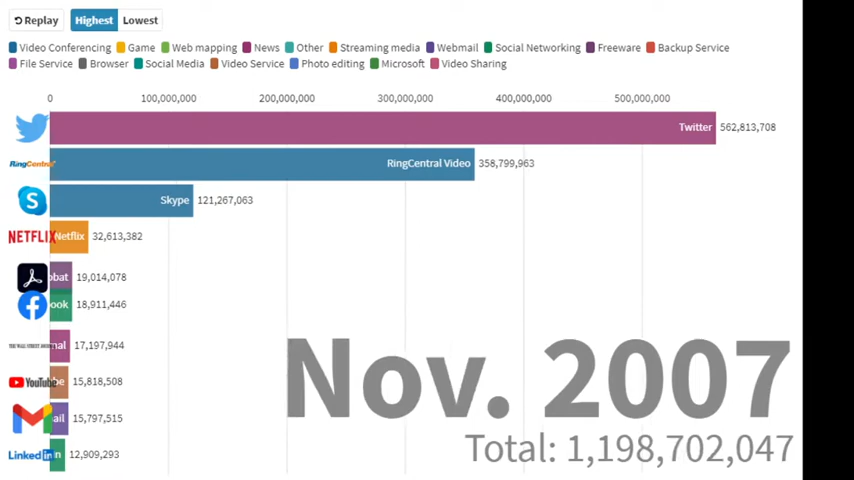 Replay Highest Lowest
Video Conferencing Game Web mapping News Other Streaming media Webmail Social Networking Freeware Backup Service
File Service Browser Social Media Video Service Photo editing Microsoft Video Sharing
0 100,000,000 200,000,000 300,000,000 400,000,000 500,000,000
Twitter 562,813,708
RingCentral RingCentral Video 358,799,963
S Skype 121,267,063
NETFLIX Netflix 32,613,382
obat 19,014,078
f ook 18,911,446
THE WALL STREET nal 17,197,944
YouTube be 15,818,508
M ail 15,797,515
Linkedin n 12,909,293
Nov. 2007
Total: 1,198,702,047